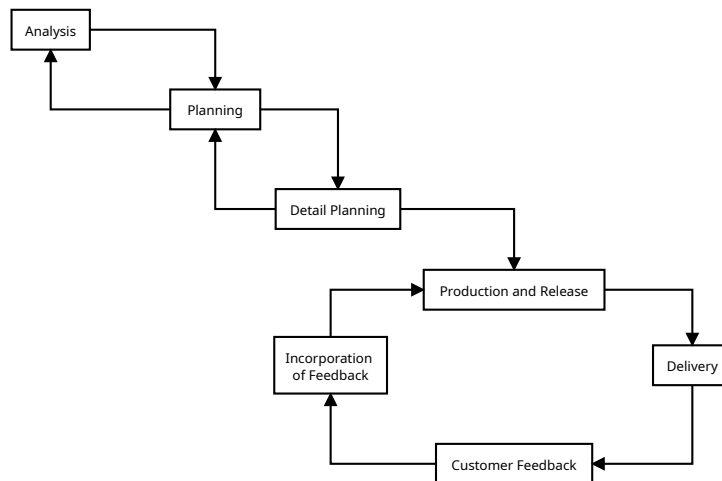 Analysis
Planning
Detail Planning
Production and Release
Incorporation
of Feedback
Delivery
Customer Feedback